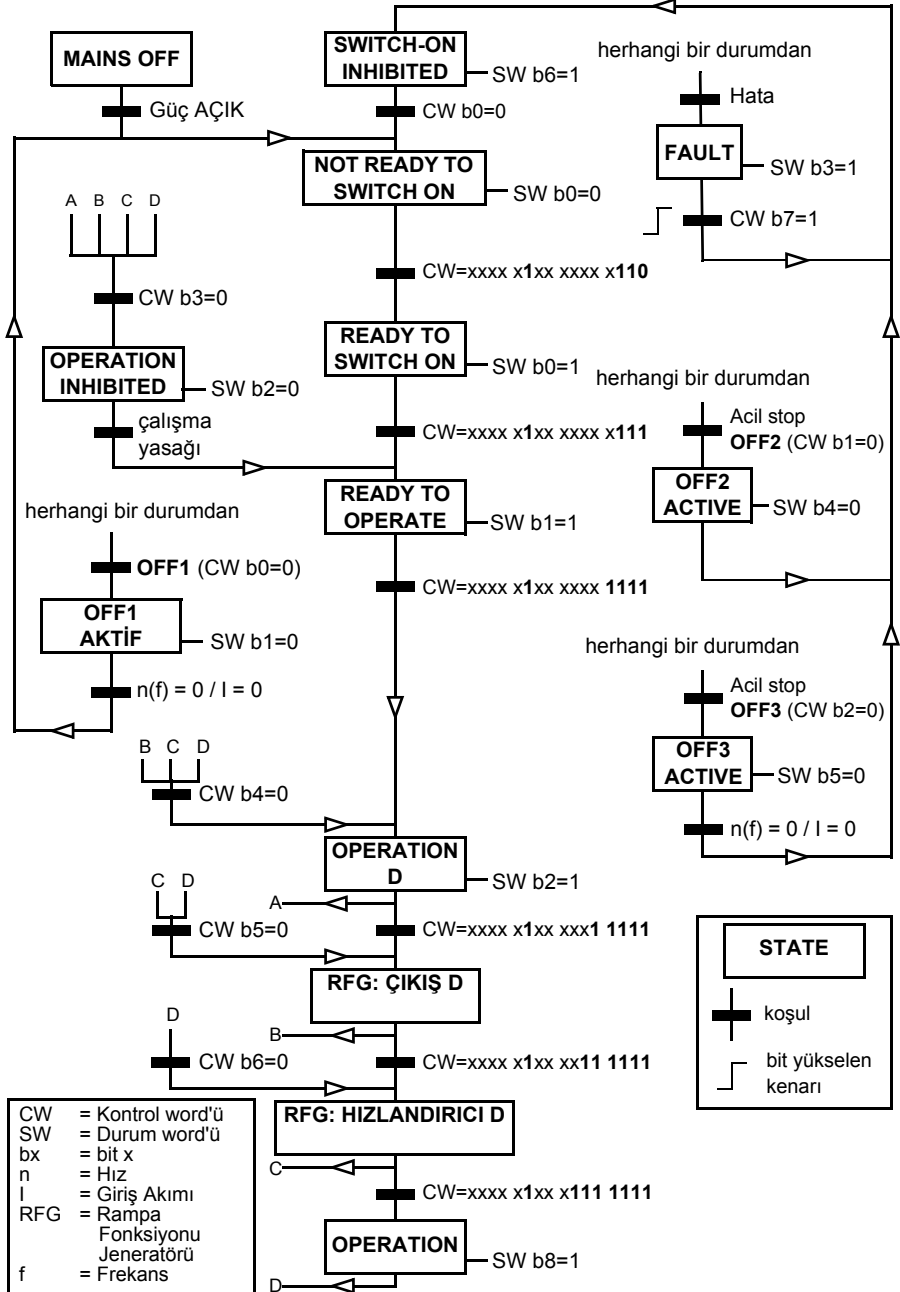 MAINS OFF
Güç AÇIK
SWITCH-ON
INHIBITED
SW b6=1
CW b0=0
herhangi bir durumdan
Hata
FAULT
SW b3=1
CW b7=1
NOT READY TO
SWITCH ON
SW b0=0
A B C D
CW b3=0
CW=xxxx x1xx xxxx x110
OPERATION
INHIBITED
SW b2=0
çalışma
yasağı
READY TO
SWITCH ON
SW b0=1
CW=xxxx x1xx xxxx x111
herhangi bir durumdan
Acil stop
OFF2 (CW b1=0)
OFF2
ACTIVE
SW b4=0
READY TO
OPERATE
SW b1=1
CW=xxxx x1xx xxxx 1111
herhangi bir durumdan
OFF1 (CW b0=0)
OFF1
AKTİF
SW b1=0
n(f) = 0 / I = 0
herhangi bir durumdan
Acil stop
OFF3 (CW b2=0)
OFF3
ACTIVE
SW b5=0
n(f) = 0 / I = 0
B C D
CW b4=0
OPERATION
D
SW b2=1
A
C D
CW b5=0
CW=xxxx x1xx xxx1 1111
RFG: ÇIKIŞ D
B
D
CW b6=0
CW=xxxx x1xx xx11 1111
RFG: HIZLANDIRICI D
C
CW=xxxx x1xx x111 1111
OPERATION
SW b8=1
D
STATE
koşul
bit yükselen
kenarı
CW = Kontrol word'ü
SW = Durum word'ü
bx = bit x
n = Hız
I = Giriş Akımı
RFG = Rampa
Fonksiyonu
Jeneratörü
f = Frekans